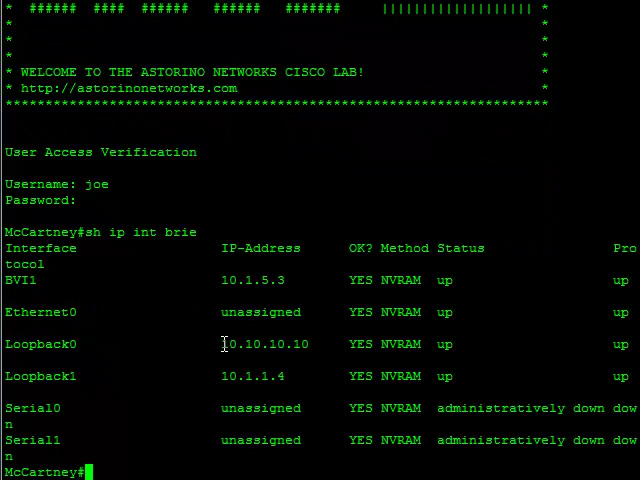 *  ######  ####  ######   ######   #######     ||||||||||||||||||| *
*                                                                  *
*                                                                  *
*                                                                  *
* WELCOME TO THE ASTORINO NETWORKS CISCO LAB!                      *
* http://astorinonetworks.com                                      *
********************************************************************
User Access Verification
Username: joe
Password:
McCartney#sh ip int brie
Interface                  IP-Address      OK? Method Status                Pro
tocol
BVI1                       10.1.5.3        YES NVRAM  up                    up
Ethernet0                  unassigned      YES NVRAM  up                    up
Loopback0                  10.10.10.10     YES NVRAM  up                    up
Loopback1                  10.1.1.4        YES NVRAM  up                    up
Serial0                    unassigned      YES NVRAM  administratively down dow
n
Serial1                    unassigned      YES NVRAM  administratively down dow
n
McCartney#